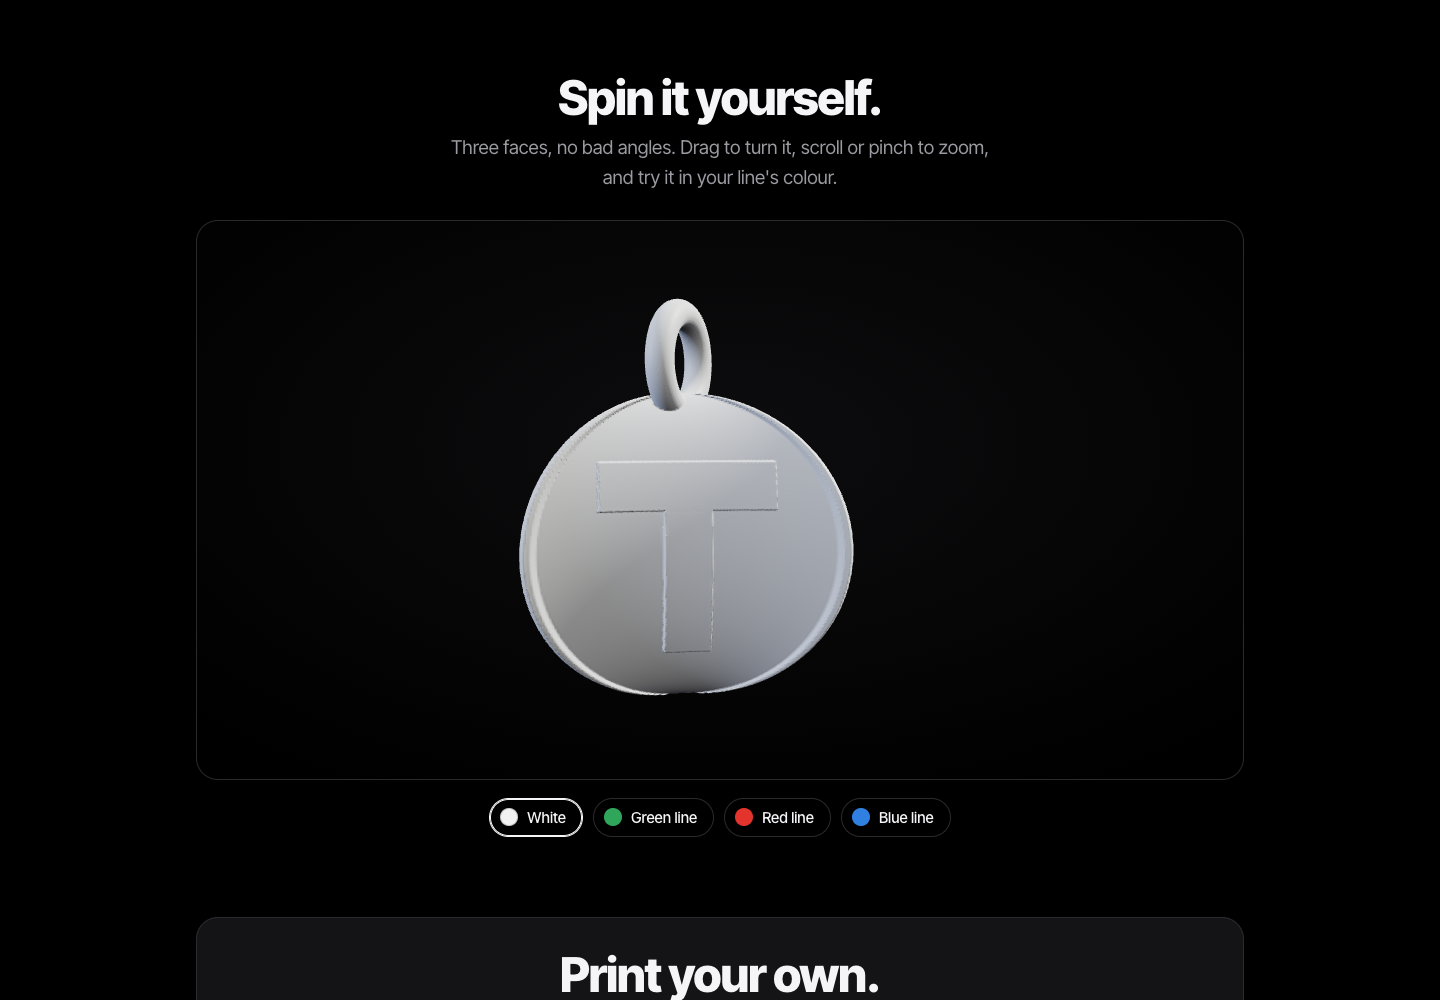 Spin it yourself.
Three faces, no bad angles. Drag to turn it, scroll or pinch to zoom,
and try it in your line's colour.
T
White
Green line
Red line
Blue line
Print your own.